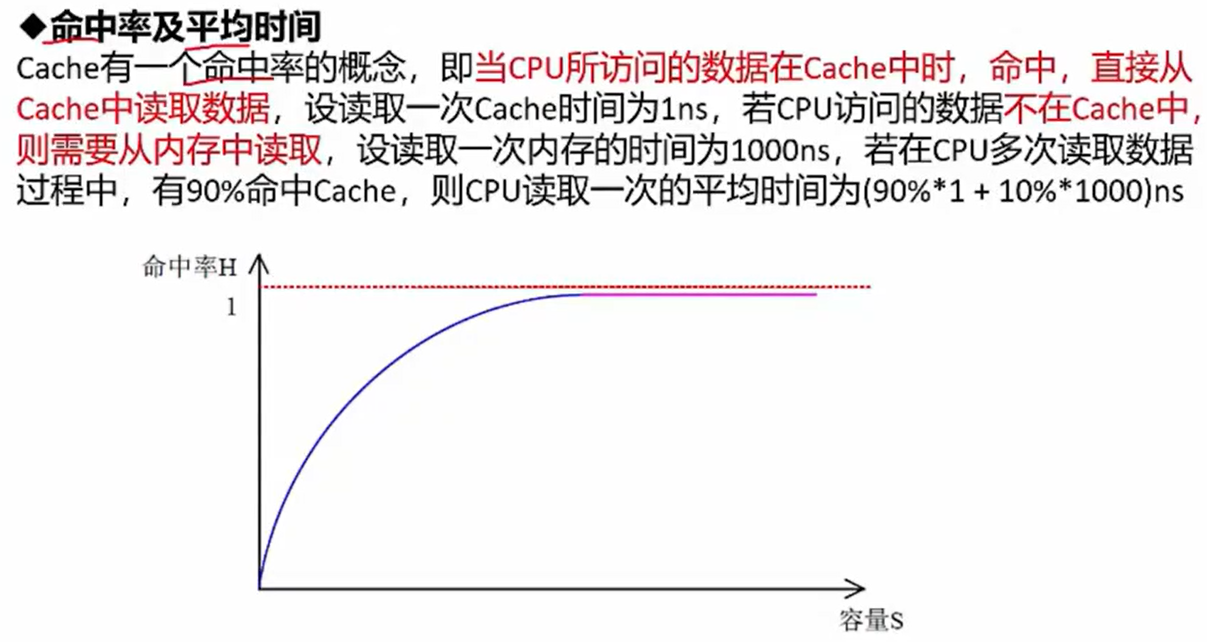 ◆命中率及平均时间
Cache有一个命中率的概念，即当CPU所访问的数据在Cache中时，命中，直接从
Cache中读取数据，设读取一次Cache时间为1ns，若CPU访问的数据不在Cache中，
则需要从内存中读取，设读取一次内存的时间为1000ns，若在CPU多次读取数据
过程中，有90%命中Cache，则CPU读取一次的平均时间为(90%*1 + 10%*1000)ns
命中率H
1
容量S